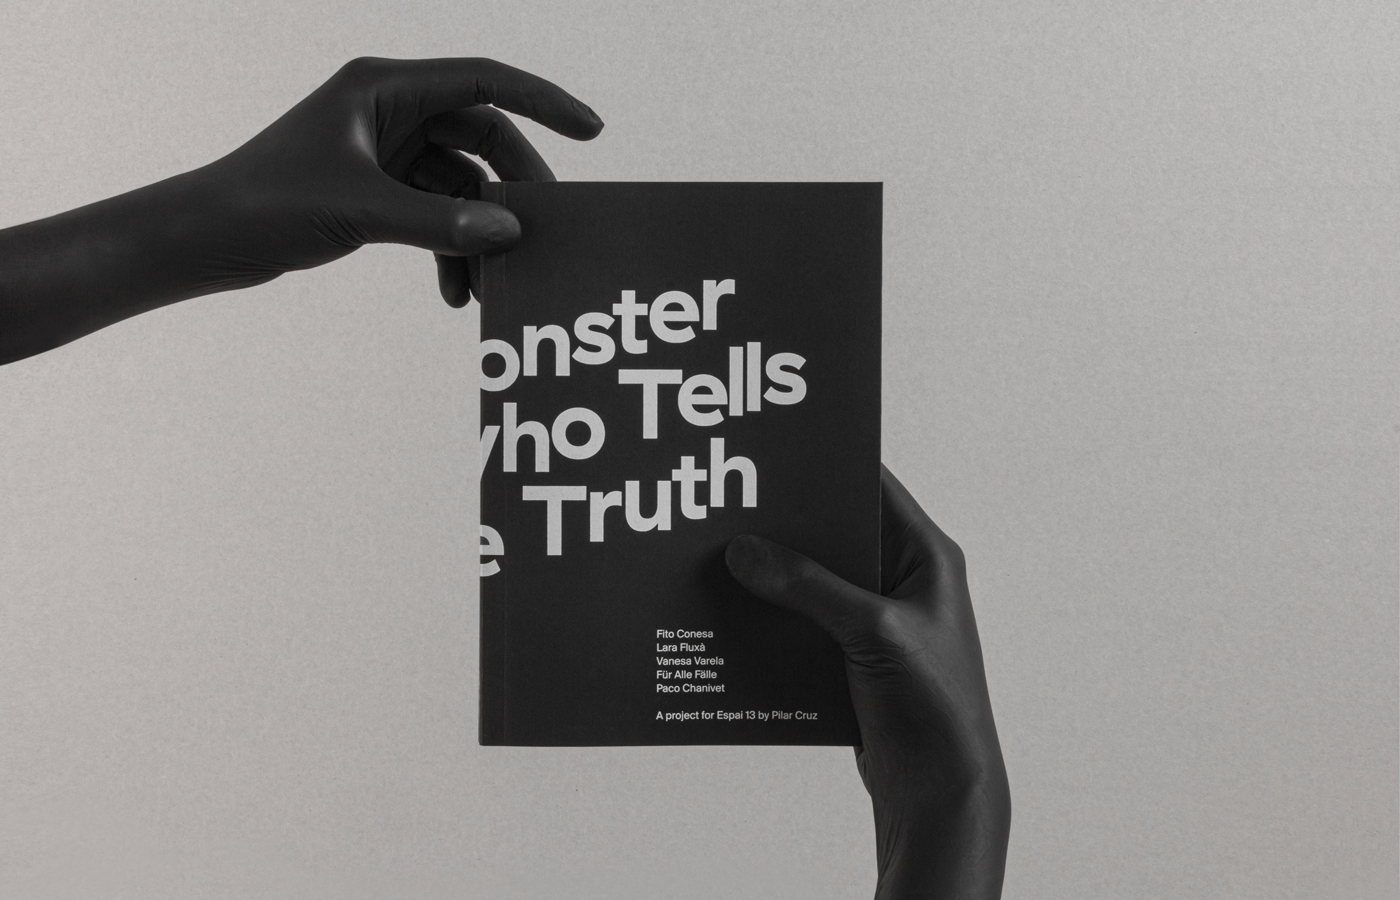 onster
who Tells
e Truth
Fito Conesa
Lara Fluxà
Vanesa Varela
Für Alle Fälle
Paco Chanivet
A project for Espai 13 by Pilar Cruz